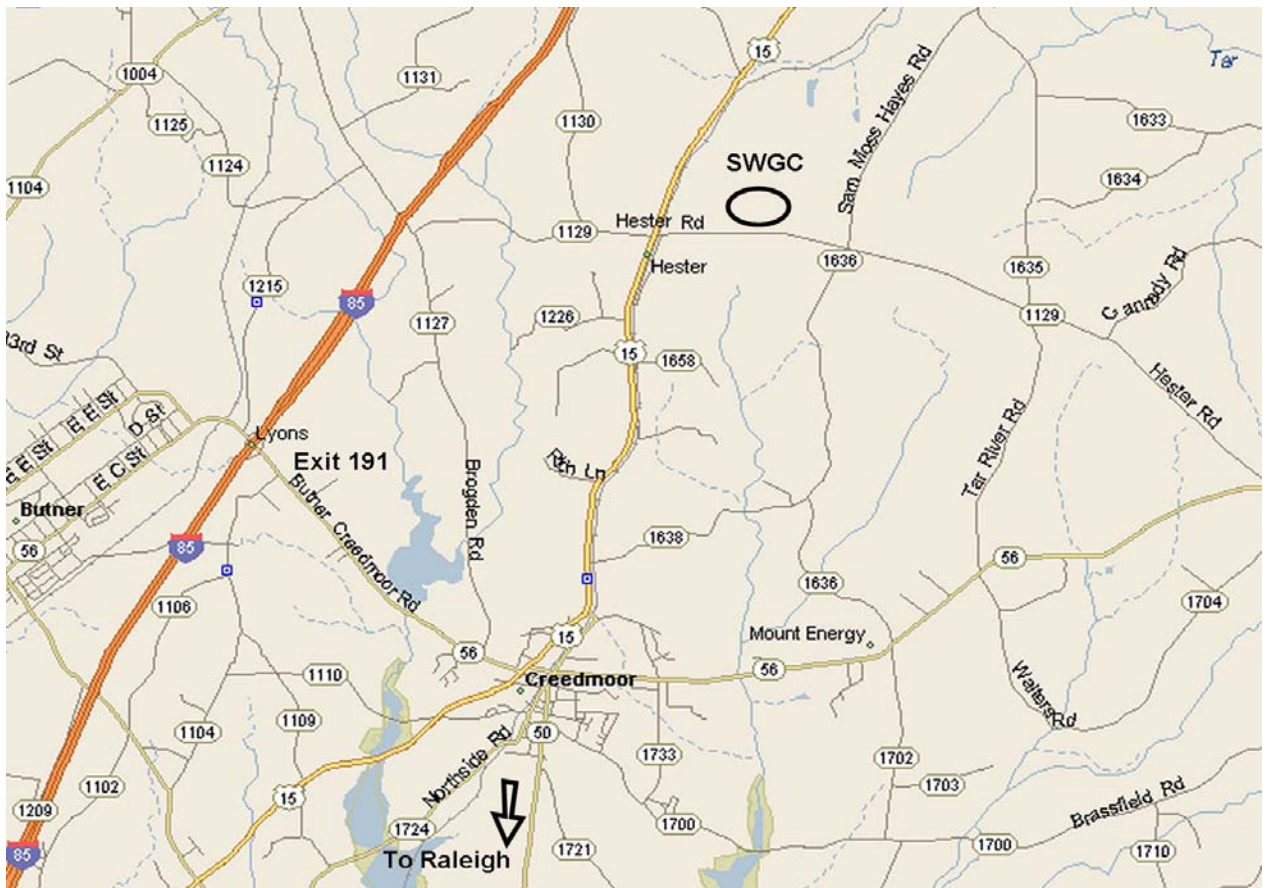 15
Tar
1004
1131
Sam Moss Hayes Rd
1125
1130
1633
1124
SWGC
1104
1634
Hester Rd
1129
Hester
1636
1635
1215
85
1127
1226
1129
15
1658
Hester Rd
E E St
D St
Lyons
E C St
Exit 191
Tar River Rd
E E St
Butner
Butner Creedmoor Rd
Brogden Rd
56
85
1638
56
1106
1636
1704
15
Mount Energy
56
56
1110
Creedmoor
Walters Rd
1109
50
1104
Northside Rd
1733
1702
1703
1102
15
Brassfield Rd
1209
1724
1700
85
To Raleigh
1721
1700
1710